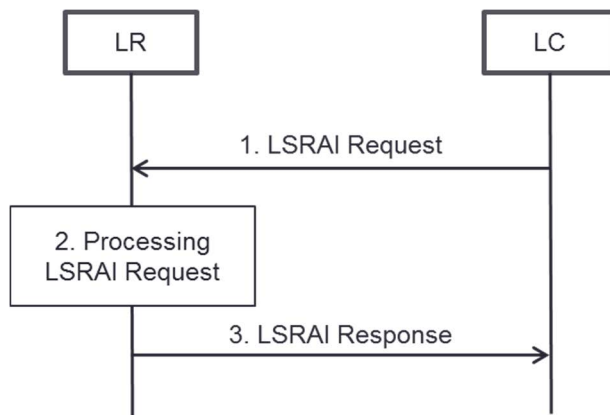 LR
LC
1. LSRAI Request
2. Processing
LSRAI Request
3. LSRAI Response